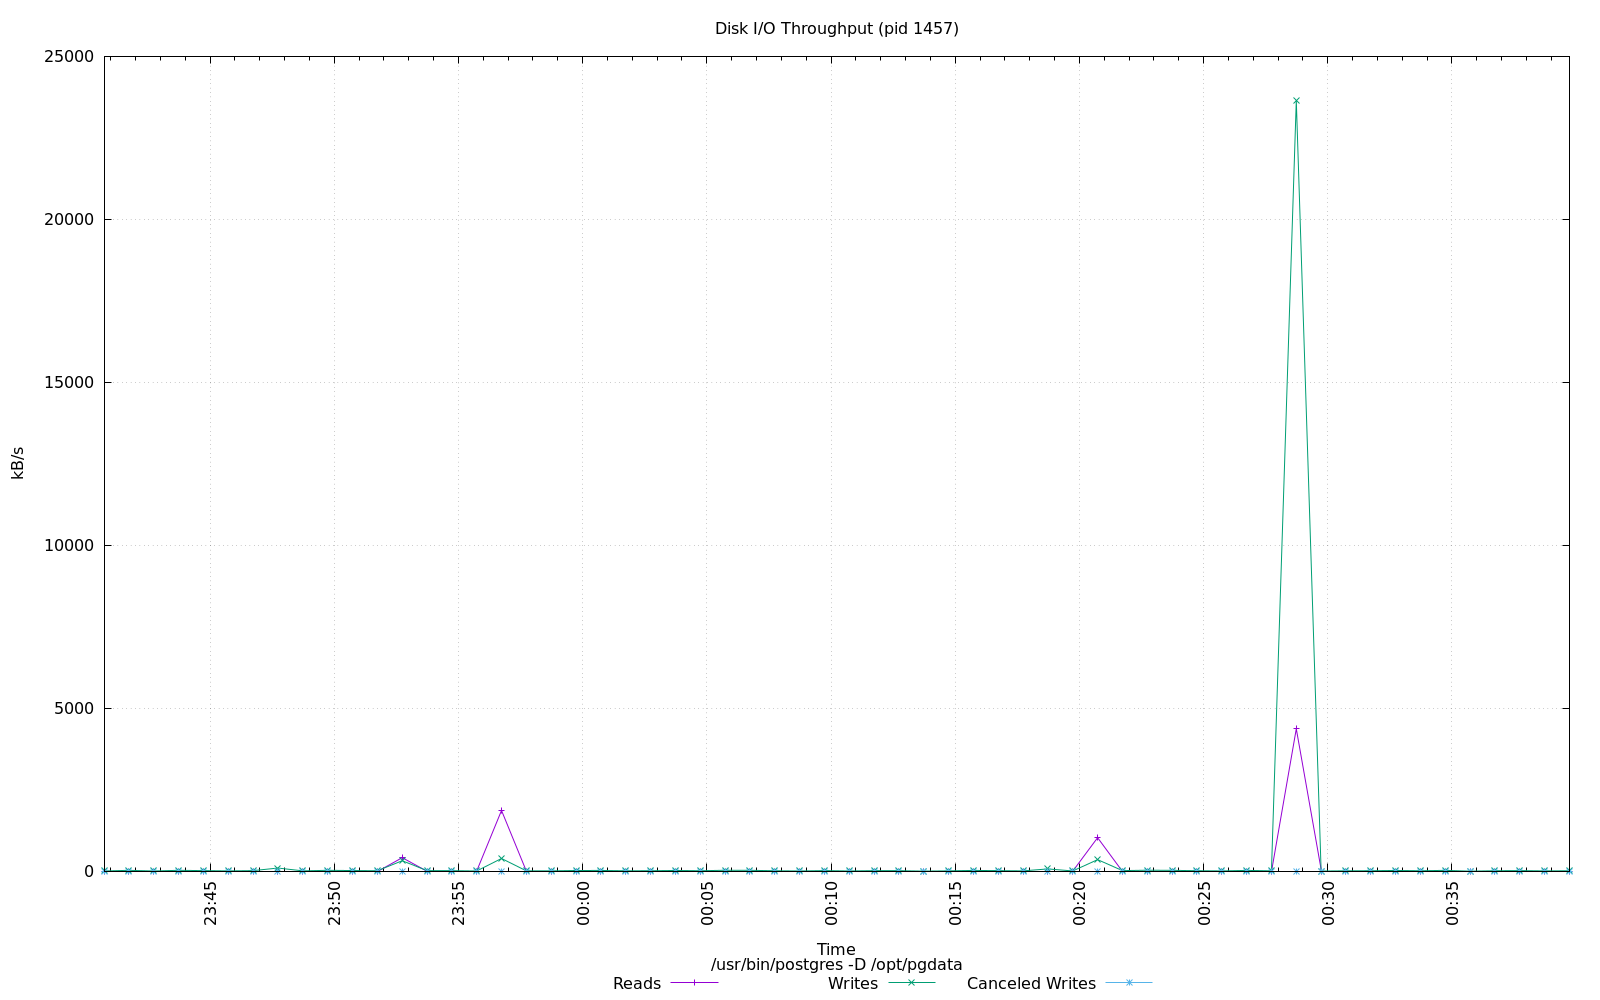 Disk I/O Throughput (pid 1457)
25000
20000
15000
10000
5000
0
kB/s
23:45 23:50 23:55 00:00 00:05 00:10 00:15 00:20 00:25 00:30 00:35
Time
/usr/bin/postgres -D /opt/pgdata
Reads Writes Canceled Writes